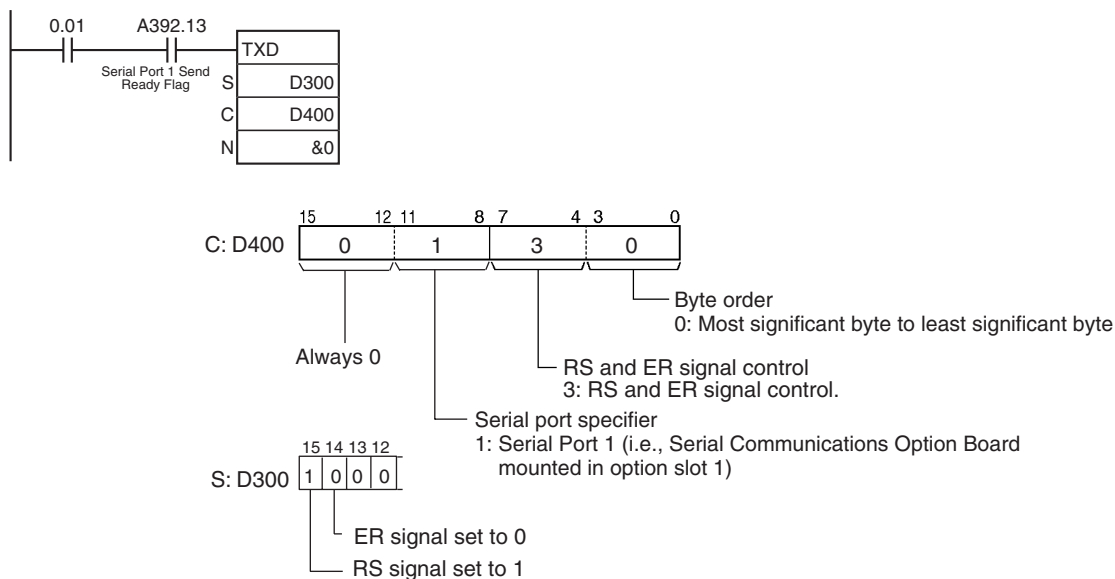 0.01 A392.13
TXD
Serial Port 1 Send
Ready Flag
S D300
C D400
N &0
15 12 11 8 7 4 3 0
C: D400 0 1 3 0
Byte order
0: Most significant byte to least significant byte
Always 0
RS and ER signal control
3: RS and ER signal control.
Serial port specifier
1: Serial Port 1 (i.e., Serial Communications Option Board
mounted in option slot 1)
15 14 13 12
S: D300 1 0 0 0
ER signal set to 0
RS signal set to 1